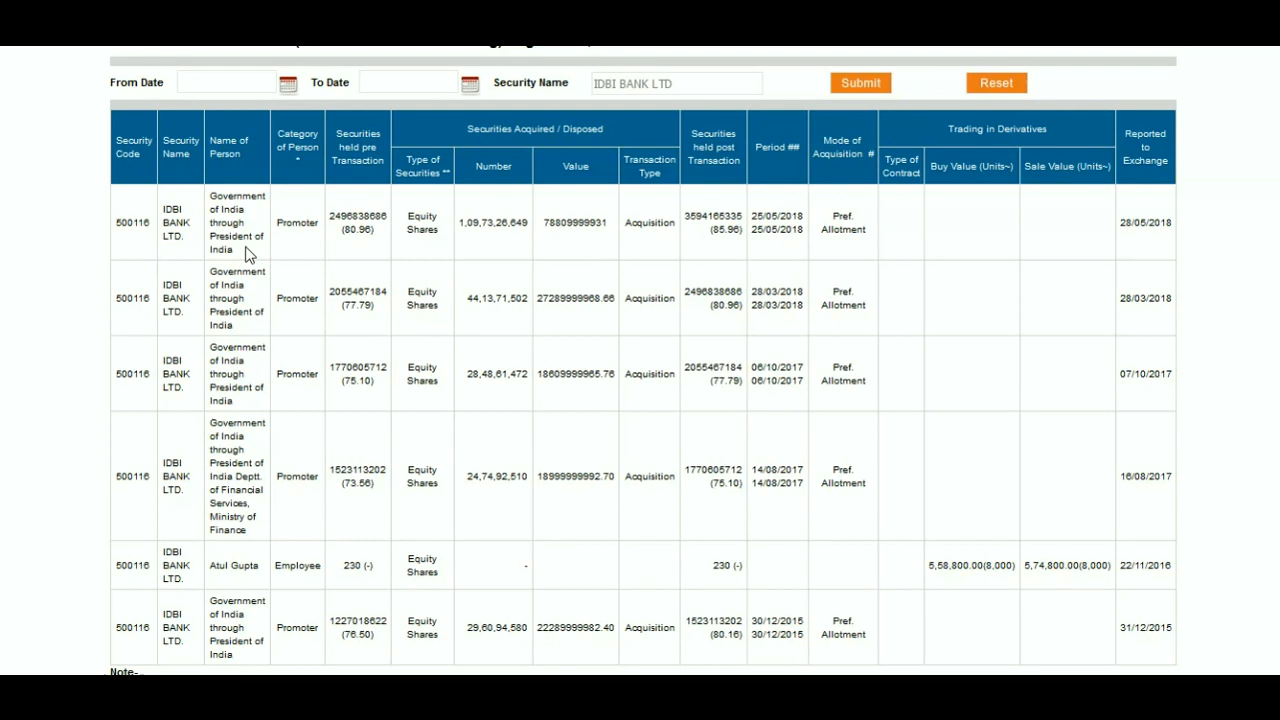 From Date To Date Security Name IDBI BANK LTD Submit Reset
Security Code Security Name Name of Person Category of Person * Securities held pre Transaction Securities Acquired / Disposed Securities held post Transaction Period ## Mode of Acquisition # Trading in Derivatives Reported to Exchange
Type of Securities ** Number Value Transaction Type Type of Contract Buy Value (Units~) Sale Value (Units~)
500116 IDBI BANK LTD. Government of India through President of India Promoter 2496838686 (80.96) Equity Shares 1,09,73,26,649 78809999931 Acquisition 3594165335 (85.96) 25/05/2018 25/05/2018 Pref. Allotment 28/05/2018
500116 IDBI BANK LTD. Government of India through President of India Promoter 2055467184 (77.79) Equity Shares 44,13,71,502 27289999968.66 Acquisition 2496838686 (80.96) 28/03/2018 28/03/2018 Pref. Allotment 28/03/2018
500116 IDBI BANK LTD. Government of India through President of India Promoter 1770605712 (75.10) Equity Shares 28,48,61,472 18609999965.76 Acquisition 2055467184 (77.79) 06/10/2017 06/10/2017 Pref. Allotment 07/10/2017
500116 IDBI BANK LTD. Government of India through President of India Deptt. of Financial Services, Ministry of Finance Promoter 1523113202 (73.56) Equity Shares 24,74,92,510 18999999992.70 Acquisition 1770605712 (75.10) 14/08/2017 14/08/2017 Pref. Allotment 16/08/2017
500116 IDBI BANK LTD. Atul Gupta Employee 230 (-) Equity Shares - 230 (-) 5,58,800.00(8,000) 5,74,800.00(8,000) 22/11/2016
500116 IDBI BANK LTD. Government of India through President of India Promoter 1227018622 (76.50) Equity Shares 29,60,94,580 22289999982.40 Acquisition 1523113202 (80.16) 30/12/2015 30/12/2015 Pref. Allotment 31/12/2015
Note-